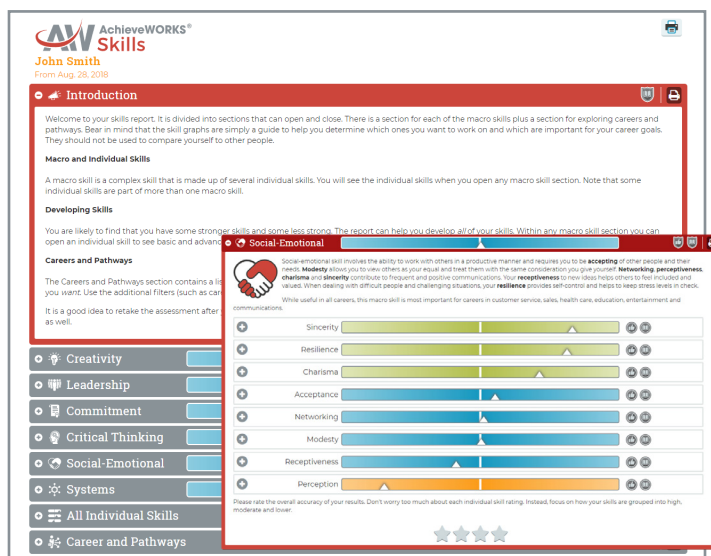 AchieveWORKS®
Skills
John Smith
From Aug. 28, 2018
Introduction
Welcome to your skills report. It is divided into sections that can open and close. There is a section for each of the macro skills plus a section for exploring careers and
pathways. Bear in mind that the skill graphs are simply a guide to help you determine which ones you want to work on and which are important for your career goals.
They should not be used to compare yourself to other people.
Macro and Individual Skills
A macro skill is a complex skill that is made up of several individual skills. You will see the individual skills when you open any macro skill section. Note that some
individual skills are part of more than one macro skill.
Developing Skills
You are likely to find that you have some stronger skills and some less strong. The report can help you develop all of your skills. Within any macro skill section you can
open an individual skill to see basic and advanc
Careers and Pathways
The Careers and Pathways section contains a lis
you want. Use the additional filters (such as car
It is a good idea to retake the assessment after
as well.
Creativity
Leadership
Commitment
Critical Thinking
Social-Emotional
Systems
All Individual Skills
Career and Pathways
Social-Emotional
Social-emotional skill involves the ability to work with others in a productive manner and requires you to be accepting of other people and their
needs. Modesty allows you to view others as your equal and treat them with the same consideration you give yourself. Networking, perceptiveness,
charisma and sincerity contribute to frequent and positive communications. Your receptiveness to new ideas helps others to feel included and
valued. When dealing with difficult people and challenging situations, your resilience provides self-control and helps to keep stress levels in check.
While useful in all careers, this macro skill is most important for careers in customer service, sales, health care, education, entertainment and
communications.
Sincerity
Resilience
Charisma
Acceptance
Networking
Modesty
Receptiveness
Perception
Please rate the overall accuracy of your results. Don't worry too much about each individual skill rating. Instead, focus on how your skills are grouped into high,
moderate and lower.